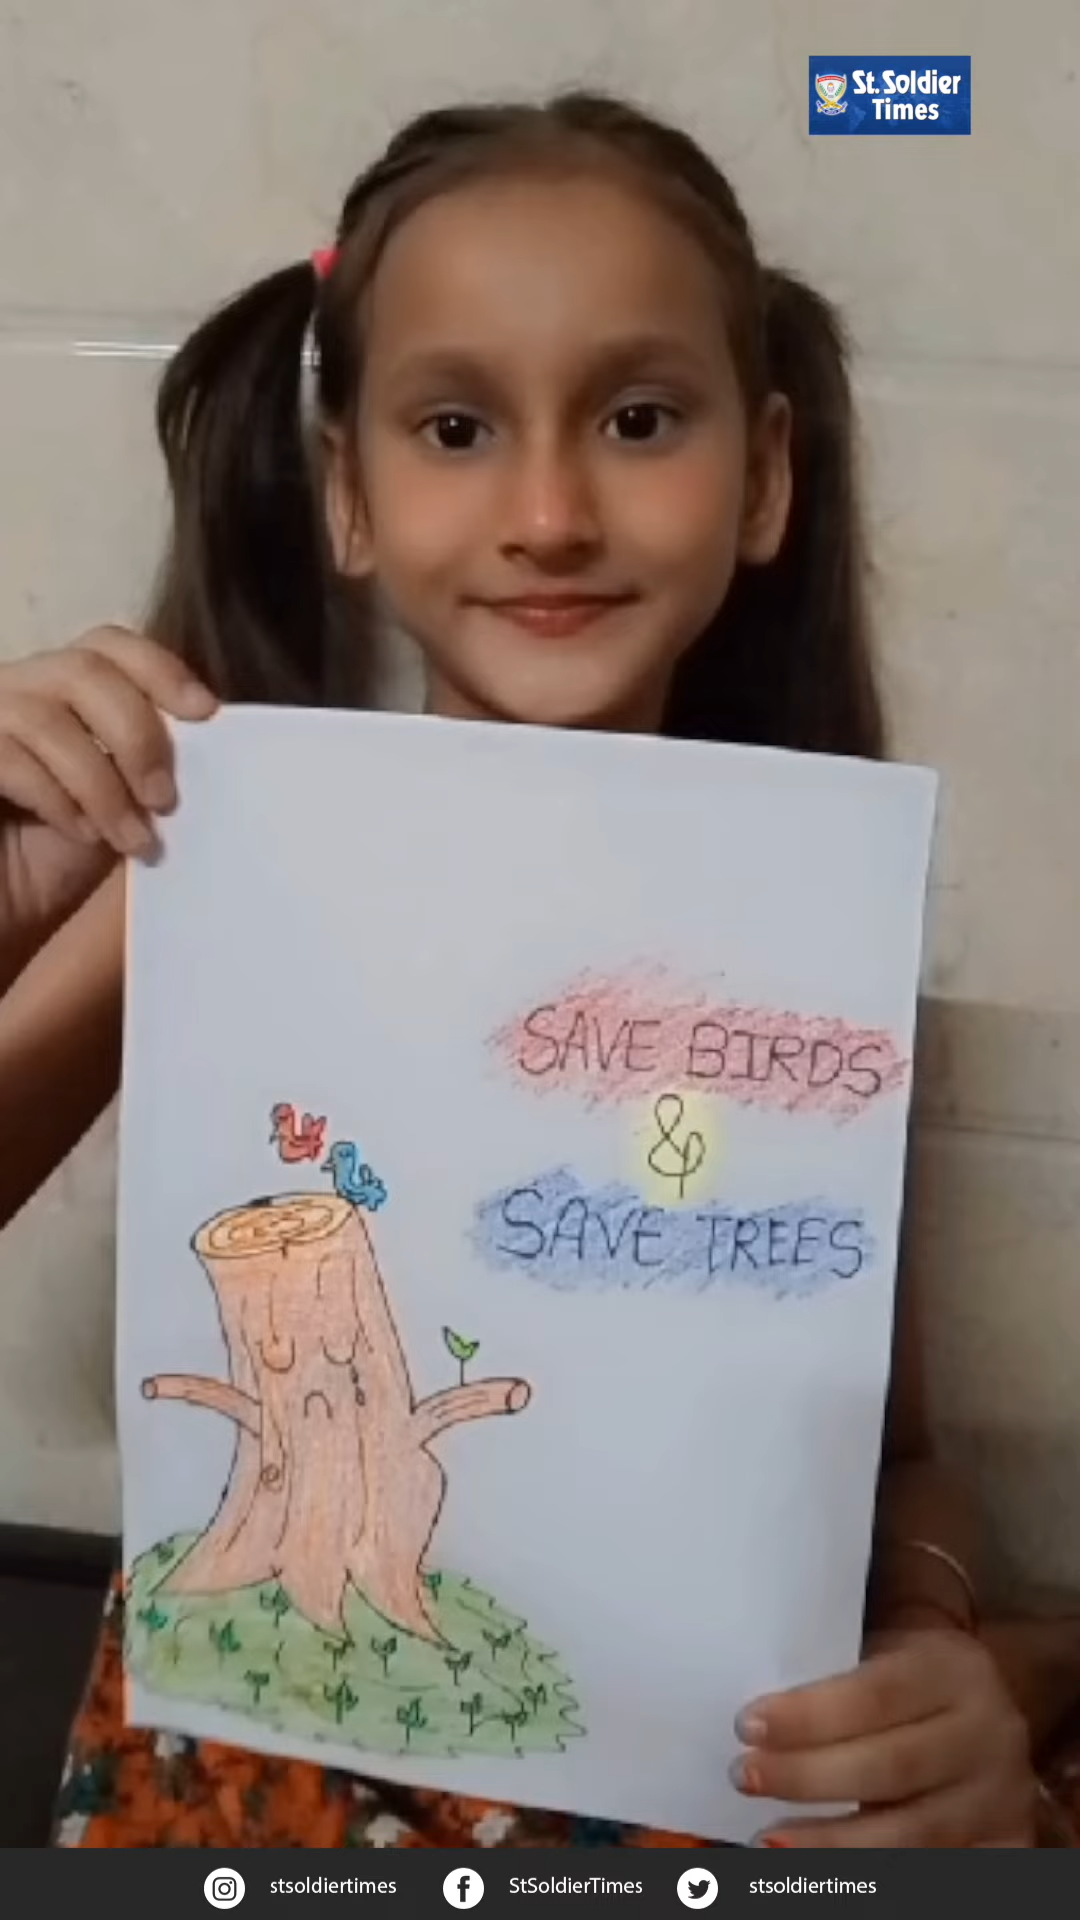 St. Soldier
Times
SAVE BIRDS
&
SAVE TREES
stsoldiertimes
StSoldierTimes
stsoldiertimes